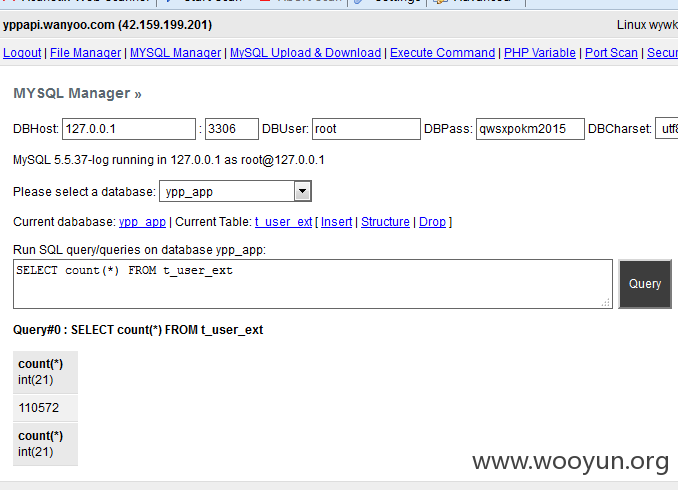 yppapi.wanyoo.com (42.159.199.201) Linux wywk
Logout | File Manager | MYSQL Manager | MySQL Upload & Download | Execute Command | PHP Variable | Port Scan | Secur
MYSQL Manager »
DBHost: 127.0.0.1 : 3306 DBUser: root DBPass: qwsxpokm2015 DBCharset: utf8
MySQL 5.5.37-log running in 127.0.0.1 as root@127.0.0.1
Please select a database: ypp_app
Current dababase: ypp_app | Current Table: t_user_ext [ Insert | Structure | Drop ]
Run SQL query/queries on database ypp_app:
SELECT count(*) FROM t_user_ext
Query
Query#0 : SELECT count(*) FROM t_user_ext
count(*)
int(21)
110572
count(*)
int(21)
www.wooyun.org